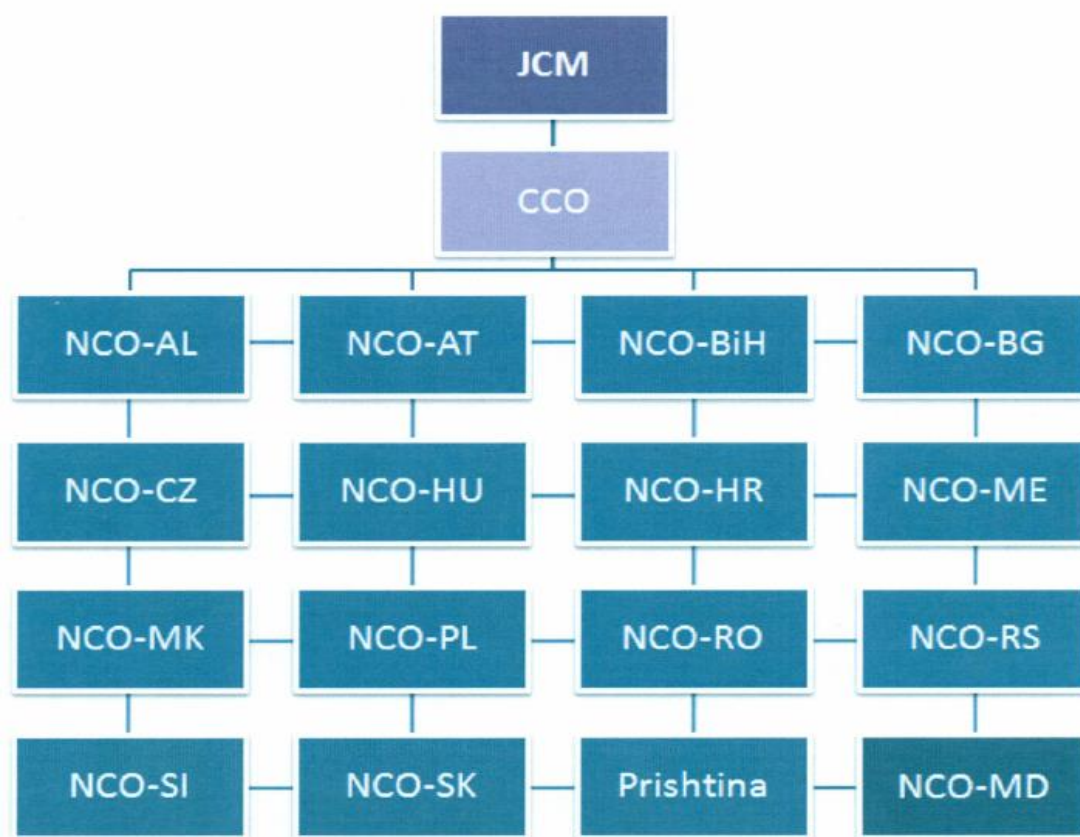 JCM
CCO
NCO-AL NCO-AT NCO-BiH NCO-BG
NCO-CZ NCO-HU NCO-HR NCO-ME
NCO-MK NCO-PL NCO-RO NCO-RS
NCO-SI NCO-SK Prishtina NCO-MD